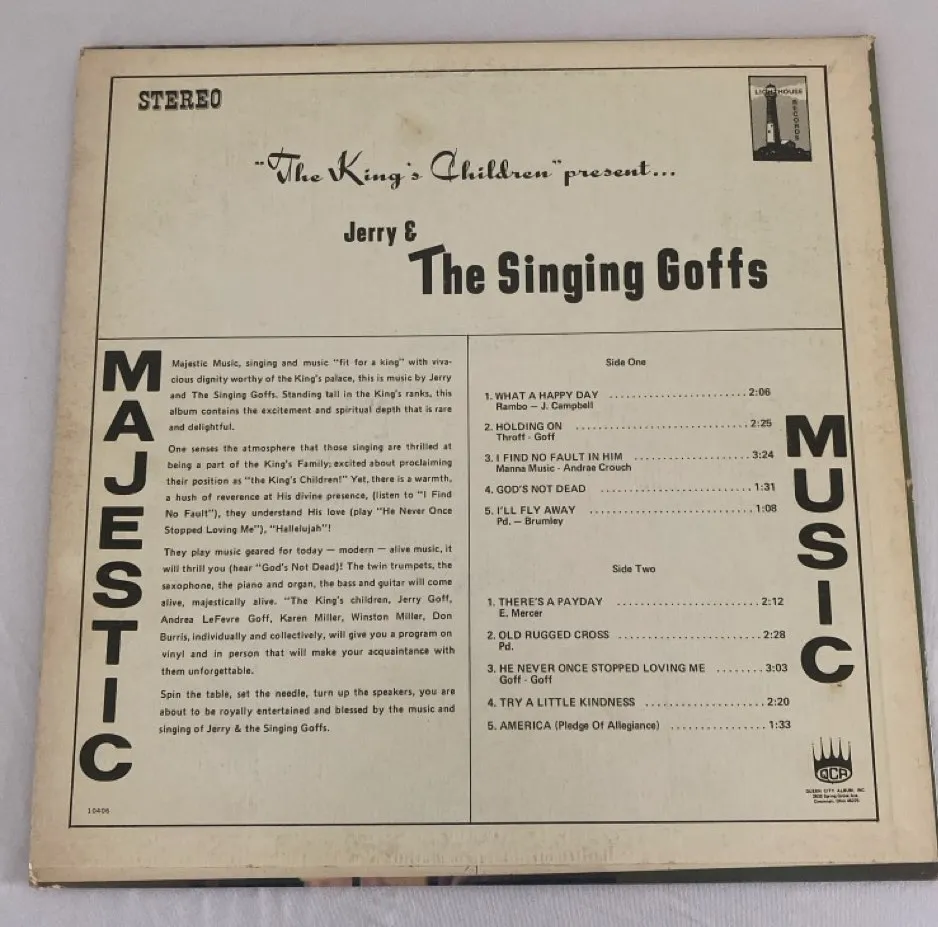 STEREO
LIGHTHOUSE
RECORDS
"The King's Children" present...
Jerry &
The Singing Goffs
MAJESTIC
Majestic Music, singing and music "fit for a king" with viva-
cious dignity worthy of the King's palace, this is music by Jerry
and The Singing Goffs. Standing tall in the King's ranks, this
album contains the excitement and spiritual depth that is rare
and delightful.
One senses the atmosphere that those singing are thrilled at
being a part of the King's Family; excited about proclaiming
their position as "the King's Children!" Yet, there is a warmth,
a hush of reverence at His divine presence, (listen to "I Find
No Fault"), they understand His love (play "He Never Once
Stopped Loving Me"), "Hallelujah"!
They play music geared for today — modern — alive music, it
will thrill you (hear "God's Not Dead)! The twin trumpets, the
saxophone, the piano and organ, the bass and guitar will come
alive, majestically alive. "The King's children, Jerry Goff,
Andrea LeFevre Goff, Karen Miller, Winston Miller, Don
Burris, individually and collectively, will give you a program on
vinyl and in person that will make your acquaintance with
them unforgettable.
Spin the table, set the needle, turn up the speakers, you are
about to be royally entertained and blessed by the music and
singing of Jerry & the Singing Goffs.
10406
Side One
1. WHAT A HAPPY DAY ........................ 2:06
Rambo — J. Campbell
2. HOLDING ON ............................. 2:25
Throff - Goff
3. I FIND NO FAULT IN HIM .................... 3:24
Manna Music - Andrae Crouch
4. GOD'S NOT DEAD ........................... 1:31
5. I'LL FLY AWAY ............................ 1:08
Pd. — Brumley
Side Two
1. THERE'S A PAYDAY ........................ 2:12
E. Mercer
2. OLD RUGGED CROSS ........................ 2:28
Pd.
3. HE NEVER ONCE STOPPED LOVING ME ........ 3:03
Goff - Goff
4. TRY A LITTLE KINDNESS .................... 2:20
5. AMERICA (Pledge Of Allegiance) ................ 1:33
MUSIC
QCA
QUEEN CITY ALBUM, INC.